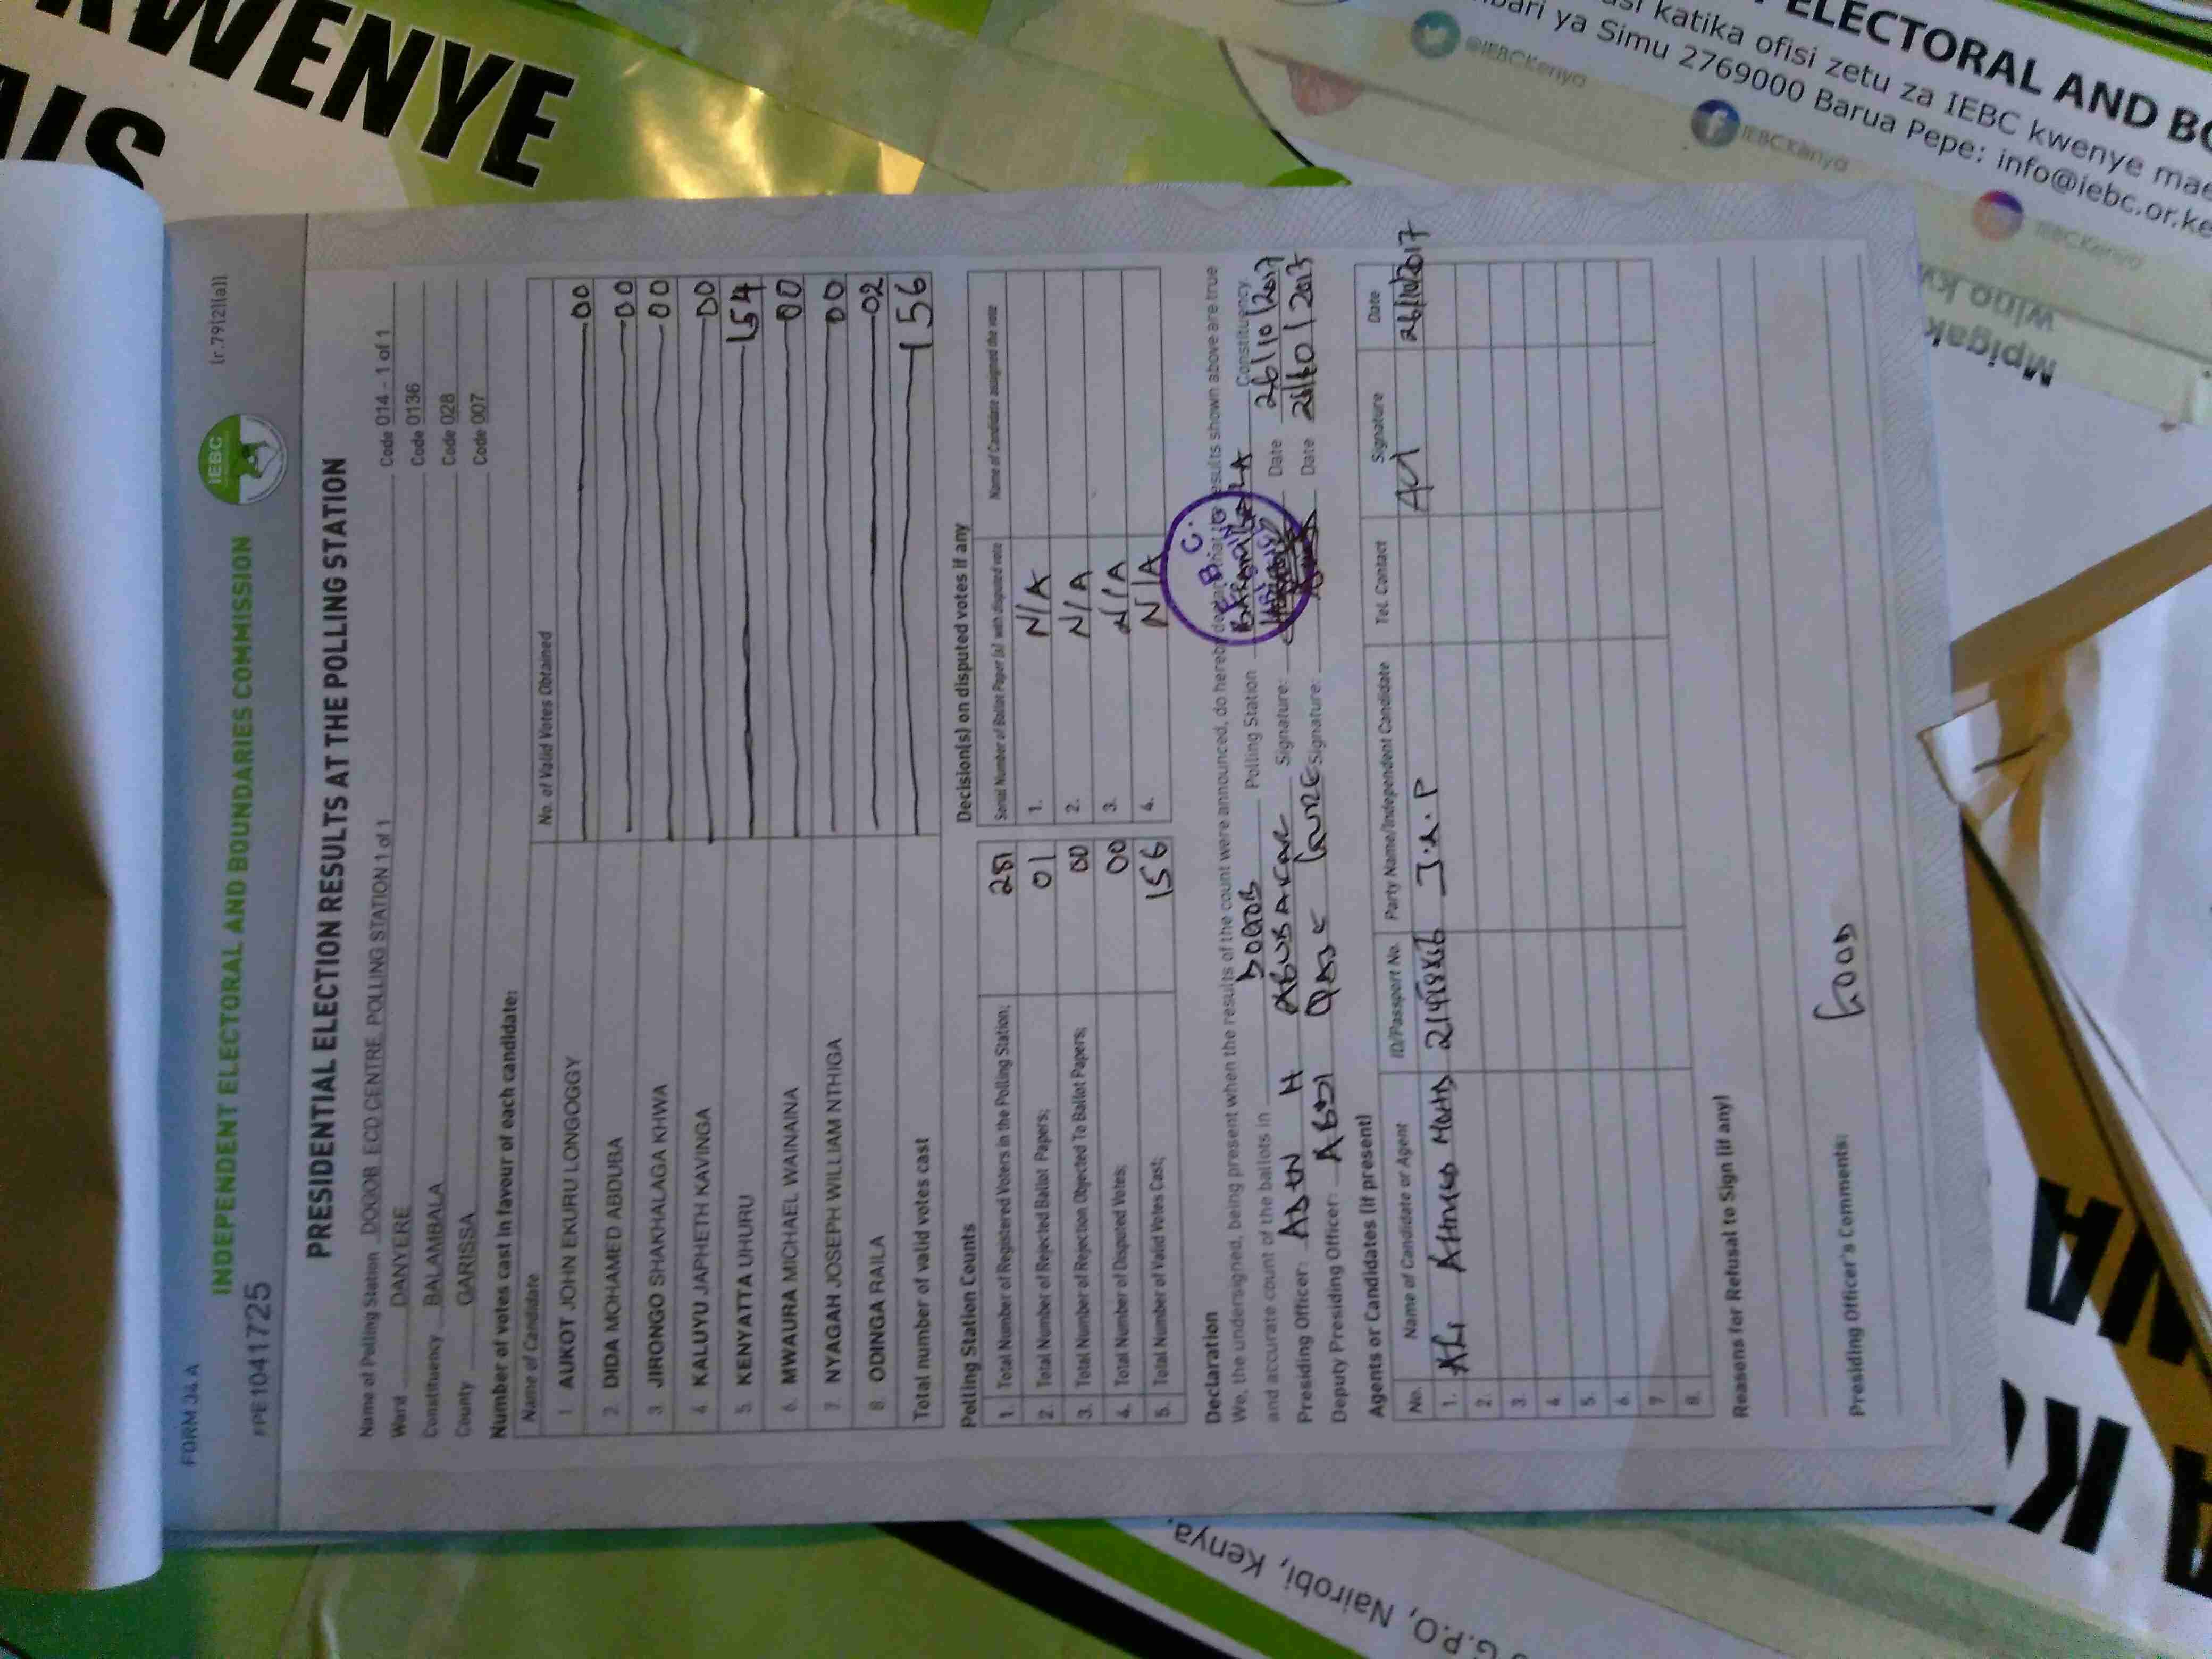 FORM 34 A
(r.79(2)(a))
INDEPENDENT ELECTORAL AND BOUNDARIES COMMISSION
IEBC
PE1041725
PRESIDENTIAL ELECTION RESULTS AT THE POLLING STATION
Name of Polling Station DOGOB ECD CENTRE POLLING STATION 1 of 1 Code 014 - 1 of 1
Ward DANYERE Code 0136
Constituency BALAMBALA Code 028
County GARISSA Code 007
Number of votes cast in favour of each candidate:
Name of Candidate No. of Valid Votes Obtained
1 AUKOT JOHN EKURU LONGOGGY 00
2. DIDA MOHAMED ABDUBA 00
3 JIRONGO SHAKHALAGA KHWA 00
4 KALUYU JAPHETH KAVINGA 00
5. KENYATTA UHURU 154
6. MWAURA MICHAEL WAINAINA 00
7. NYAGAH JOSEPH WILLIAM NTHIGA 00
8. ODINGA RAILA 02
Total number of valid votes cast 156
Polling Station Counts
1. Total Number of Registered Voters in the Polling Station;
2. Total Number of Rejected Ballot Papers; 01
3. Total Number of Rejection Objected To Ballot Papers; 00
4. Total Number of Disputed Votes; 00
5. Total Number of Valid Votes Cast; 156
Decision(s) on disputed votes if any
Serial Number of Ballot Paper (s) with disputed vote Name of Candidate assigned the vote
1. N/A
2. N/A
3. N/A
4. N/A
Declaration
We, the undersigned, being present when the results of the count were announced, do hereby declare that the results shown above are true
and accurate count of the ballots in DOGOB Polling Station Constituency
Presiding Officer: ADEN H ABUBAKAR Signature: Date 26/10/2017
Deputy Presiding Officer: ABDI Signature: Date
Agents or Candidates (if present)
No. Name of Candidate or Agent ID/Passport No. Party Name/Independent Candidate Tel. Contact Signature Date
1. ALI AHMED MOHD J.A.P 26/10/2017
2.
3.
4
5.
6.
7
8.
Reasons for Refusal to Sign (if any)
Presiding Officer's Comments: GOOD
KWENYE
AIS
ELECTORAL AND BO
katika ofisi zetu za IEBC kwenye mae
ya Simu 2769000 Barua Pepe: info@iebc.or.ke
@IEBCKenya
IEBCKenya
IEBCKenya
Mpigak
wino kw
G.P.O, Nairobi, Kenya.